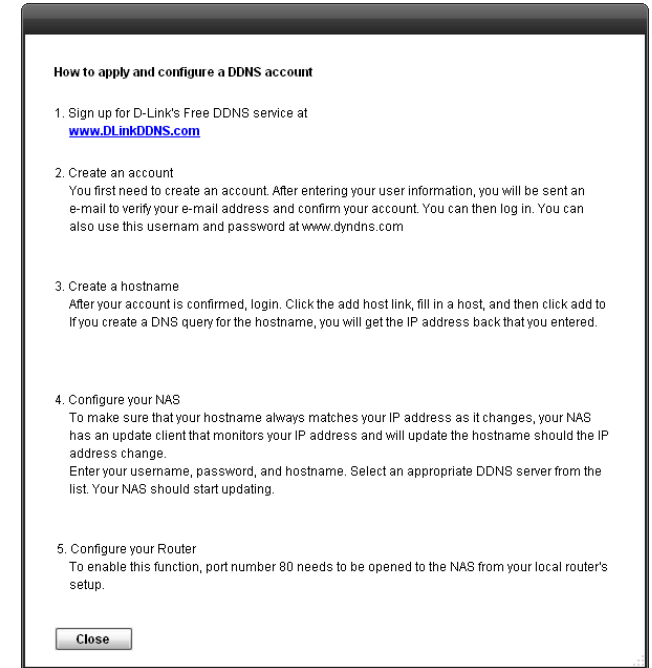 How to apply and configure a DDNS account
1. Sign up for D-Link's Free DDNS service at
www.DLinkDDNS.com
2. Create an account
You first need to create an account. After entering your user information, you will be sent an
e-mail to verify your e-mail address and confirm your account. You can then log in. You can
also use this usernam and password at www.dyndns.com
3. Create a hostname
After your account is confirmed, login. Click the add host link, fill in a host, and then click add to
If you create a DNS query for the hostname, you will get the IP address back that you entered.
4. Configure your NAS
To make sure that your hostname always matches your IP address as it changes, your NAS
has an update client that monitors your IP address and will update the hostname should the IP
address change.
Enter your username, password, and hostname. Select an appropriate DDNS server from the
list. Your NAS should start updating.
5. Configure your Router
To enable this function, port number 80 needs to be opened to the NAS from your local router's
setup.
Close